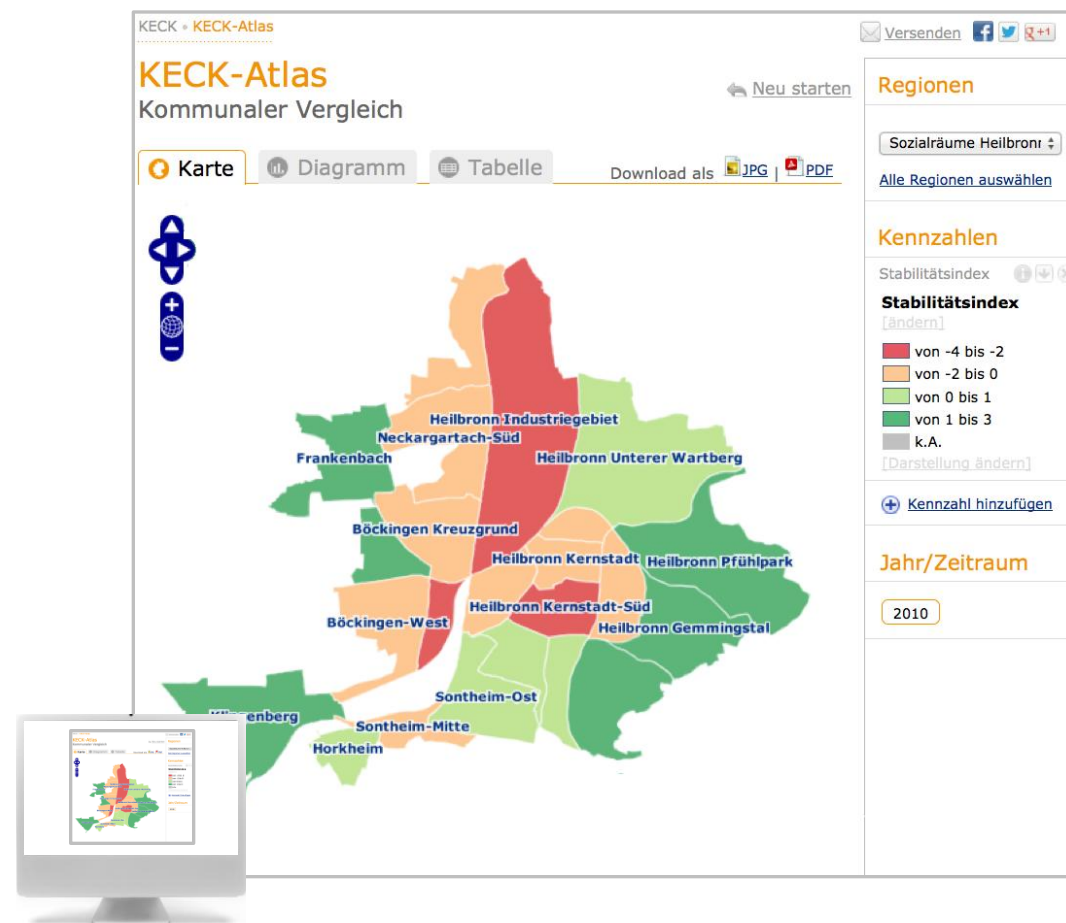 KECK • KECK-Atlas
Versenden
+1
KECK-Atlas
Kommunaler Vergleich
Neu starten
Karte
Diagramm
Tabelle
Download als JPG | PDF
Regionen
Sozialräume Heilbronr
Alle Regionen auswählen
Kennzahlen
Stabilitätsindex
Stabilitätsindex
[ändern]
von -4 bis -2
von -2 bis 0
von 0 bis 1
von 1 bis 3
k.A.
[Darstellung ändern]
Kennzahl hinzufügen
Jahr/Zeitraum
2010
Heilbronn Industriegebiet
Neckargartach-Süd
Frankenbach
Heilbronn Unterer Wartberg
Böckingen Kreuzgrund
Heilbronn Kernstadt
Heilbronn Pfühlpark
Heilbronn Kernstadt-Süd
Böckingen-West
Heilbronn Gemmingstal
Sontheim-Ost
Klingenberg
Sontheim-Mitte
Horkheim